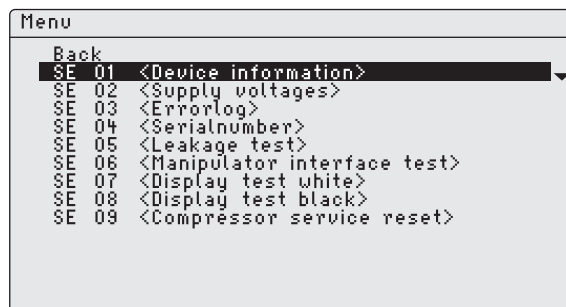 Menu
Back
SE 01 <Device information>
SE 02 <Supply voltages>
SE 03 <Errorlog>
SE 04 <Serialnumber>
SE 05 <Leakage test>
SE 06 <Manipulator interface test>
SE 07 <Display test white>
SE 08 <Display test black>
SE 09 <Compressor service reset>